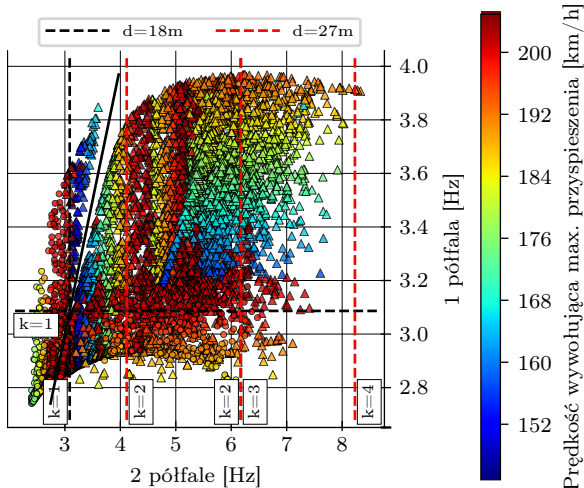 d=18m
d=27m
4.0
3.8
3.6
3.4
3.2
3.0
2.8
1 półfala [Hz]
k=1
k=1
k=2
k=2
k=3
k=4
3
4
5
6
7
8
2 półfale [Hz]
200
192
184
176
168
160
152
Prędkość wywołująca max. przyspieszenia [km/h]